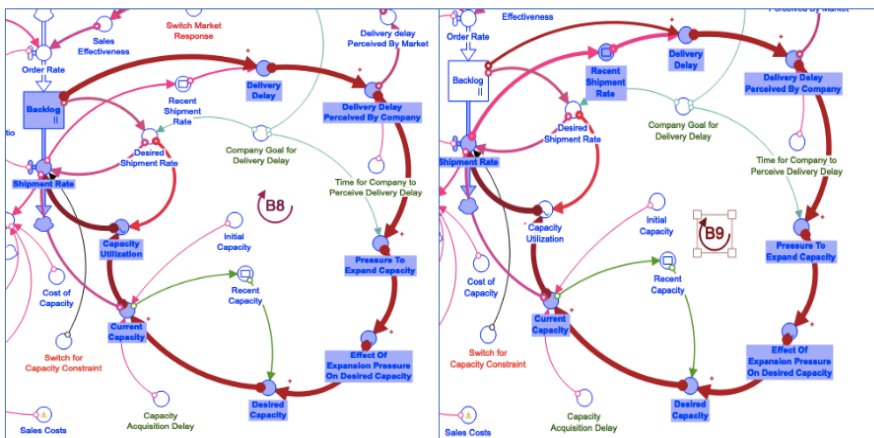 Switch Market
Response
Sales
Effectiveness
Order Rate
Delivery delay
Perceived By Market
Backlog
Recent
Shipment
Rate
Delivery
Delay
Delivery Delay
Perceived By Company
Desired
Shipment Rate
Company Goal for
Delivery Delay
Time for Company to
Perceive Delivery Delay
Shipment Rate
B8
Capacity
Utilization
Initial
Capacity
Pressure To
Expand Capacity
Cost of
Capacity
Recent
Capacity
Current
Capacity
Switch for
Capacity Constraint
Effect Of
Expansion Pressure
On Desired Capacity
Desired
Capacity
Capacity
Acquisition Delay
Sales Costs
Effectiveness
Order Rate
Backlog
Recent
Shipment
Rate
Delivery
Delay
Delivery Delay
Perceived By Company
Desired
Shipment Rate
Company Goal for
Delivery Delay
Time for Company to
Perceive Delivery Delay
Shipment Rate
B9
Capacity
Utilization
Initial
Capacity
Pressure To
Expand Capacity
Cost of
Capacity
Recent
Capacity
Current
Capacity
Switch for
Capacity Constraint
Effect Of
Expansion Pressure
On Desired Capacity
Desired
Capacity
Capacity
Acquisition Delay
Sales Costs